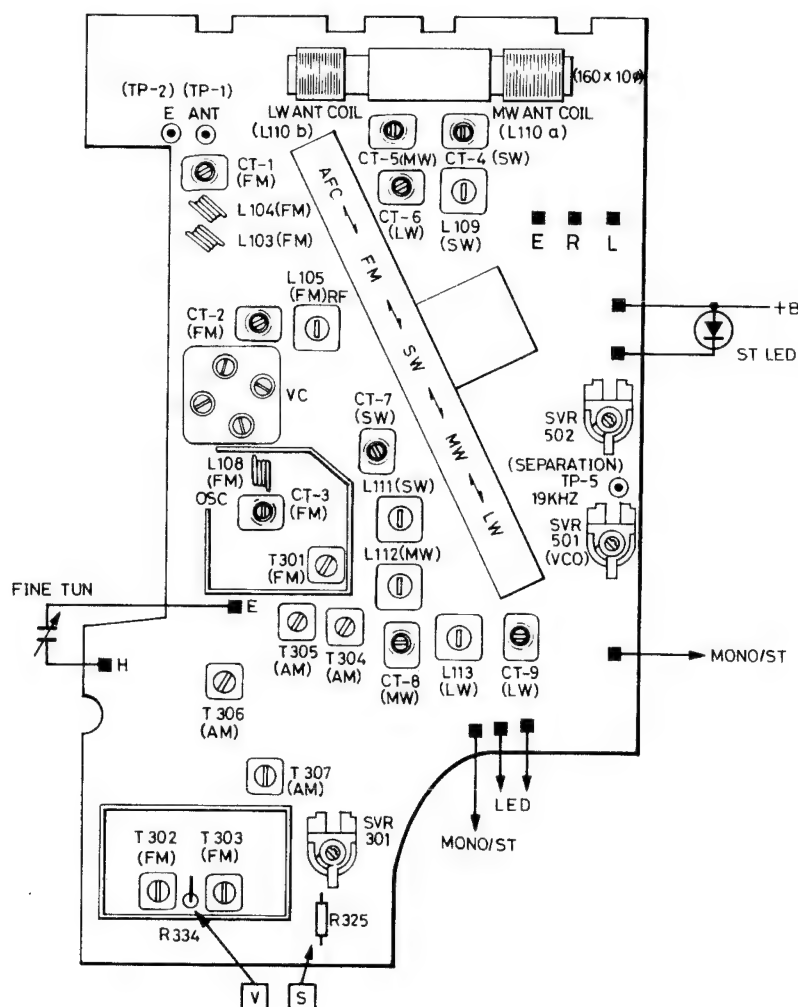 (160 x 10ø)
(TP-2) (TP-1)
E ANT
LW ANT COIL
(L110 b)
MW ANT COIL
(L110 a)
CT-5(MW)
CT-4 (SW)
CT-1
(FM)
L104(FM)
L103(FM)
CT-6
(LW)
L109
(SW)
E R L
AFC ↔ FM ↔ SW ↔ MW ↔ LW
L105
(FM)RF
CT-2
(FM)
+B
ST LED
VC
CT-7
(SW)
SVR
502
(SEPARATION)
TP-5
19KHZ
L108
(FM)
OSC
CT-3
(FM)
L111(SW)
SVR
501
(VCO)
L112(MW)
T301
(FM)
FINE TUN
E
H
T305
(AM)
T304
(AM)
CT-8
(MW)
L113
(LW)
CT-9
(LW)
MONO/ST
T306
(AM)
T307
(AM)
LED
MONO/ST
SVR
301
T302
(FM)
T303
(FM)
R334
R325
V S